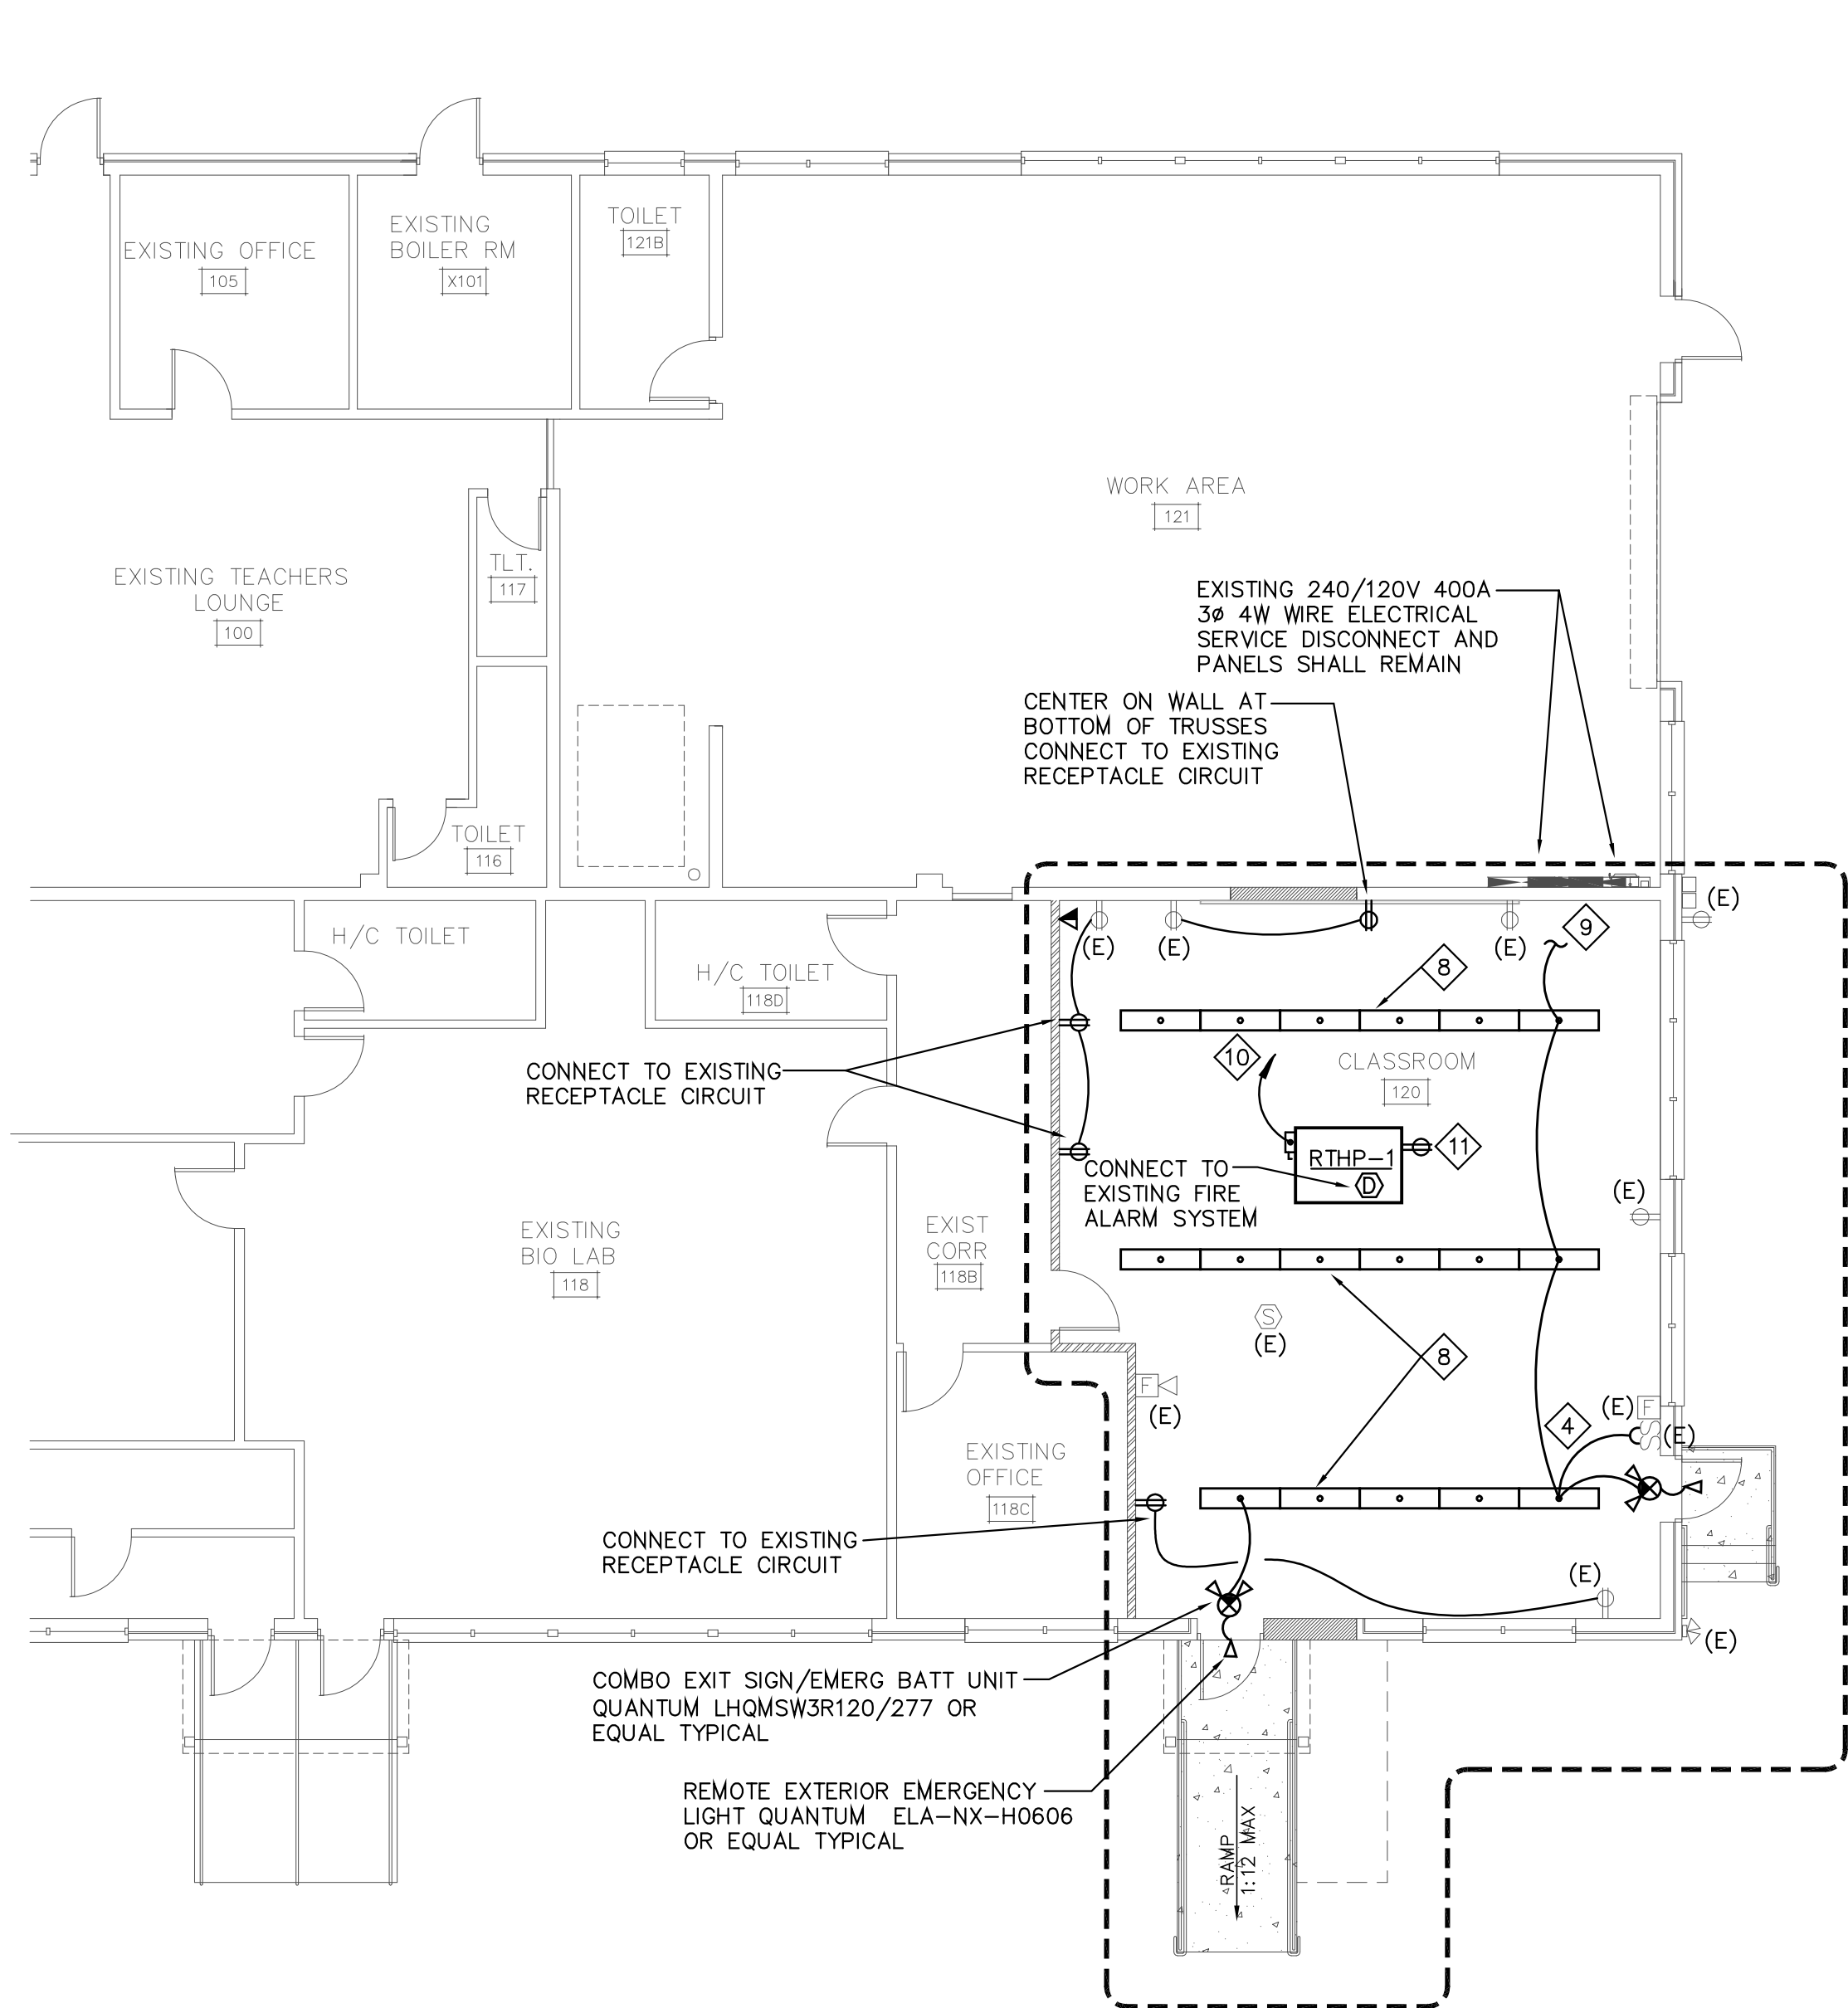 TOILET
121B
EXISTING
BOILER RM
X101
EXISTING OFFICE
105
WORK AREA
121
TLT.
117
EXISTING TEACHERS
LOUNGE
100
EXISTING 240/120V 400A
3ø 4W WIRE ELECTRICAL
SERVICE DISCONNECT AND
PANELS SHALL REMAIN
CENTER ON WALL AT
BOTTOM OF TRUSSES
CONNECT TO EXISTING
RECEPTACLE CIRCUIT
TOILET
116
(E)
H/C TOILET
(E)
(E)
(E)
9
8
H/C TOILET
118D
CONNECT TO EXISTING
RECEPTACLE CIRCUIT
10
CLASSROOM
120
RTHP-1
11
D
CONNECT TO
EXISTING FIRE
ALARM SYSTEM
(E)
EXISTING
BIO LAB
118
EXIST
CORR
118B
S
(E)
8
F
(E)
(E)
F
4
S
S
(E)
EXISTING
OFFICE
118C
CONNECT TO EXISTING
RECEPTACLE CIRCUIT
(E)
(E)
COMBO EXIT SIGN/EMERG BATT UNIT
QUANTUM LHQMSW3R120/277 OR
EQUAL TYPICAL
REMOTE EXTERIOR EMERGENCY
LIGHT QUANTUM ELA-NX-H0606
OR EQUAL TYPICAL
RAMP
1:12 MAX